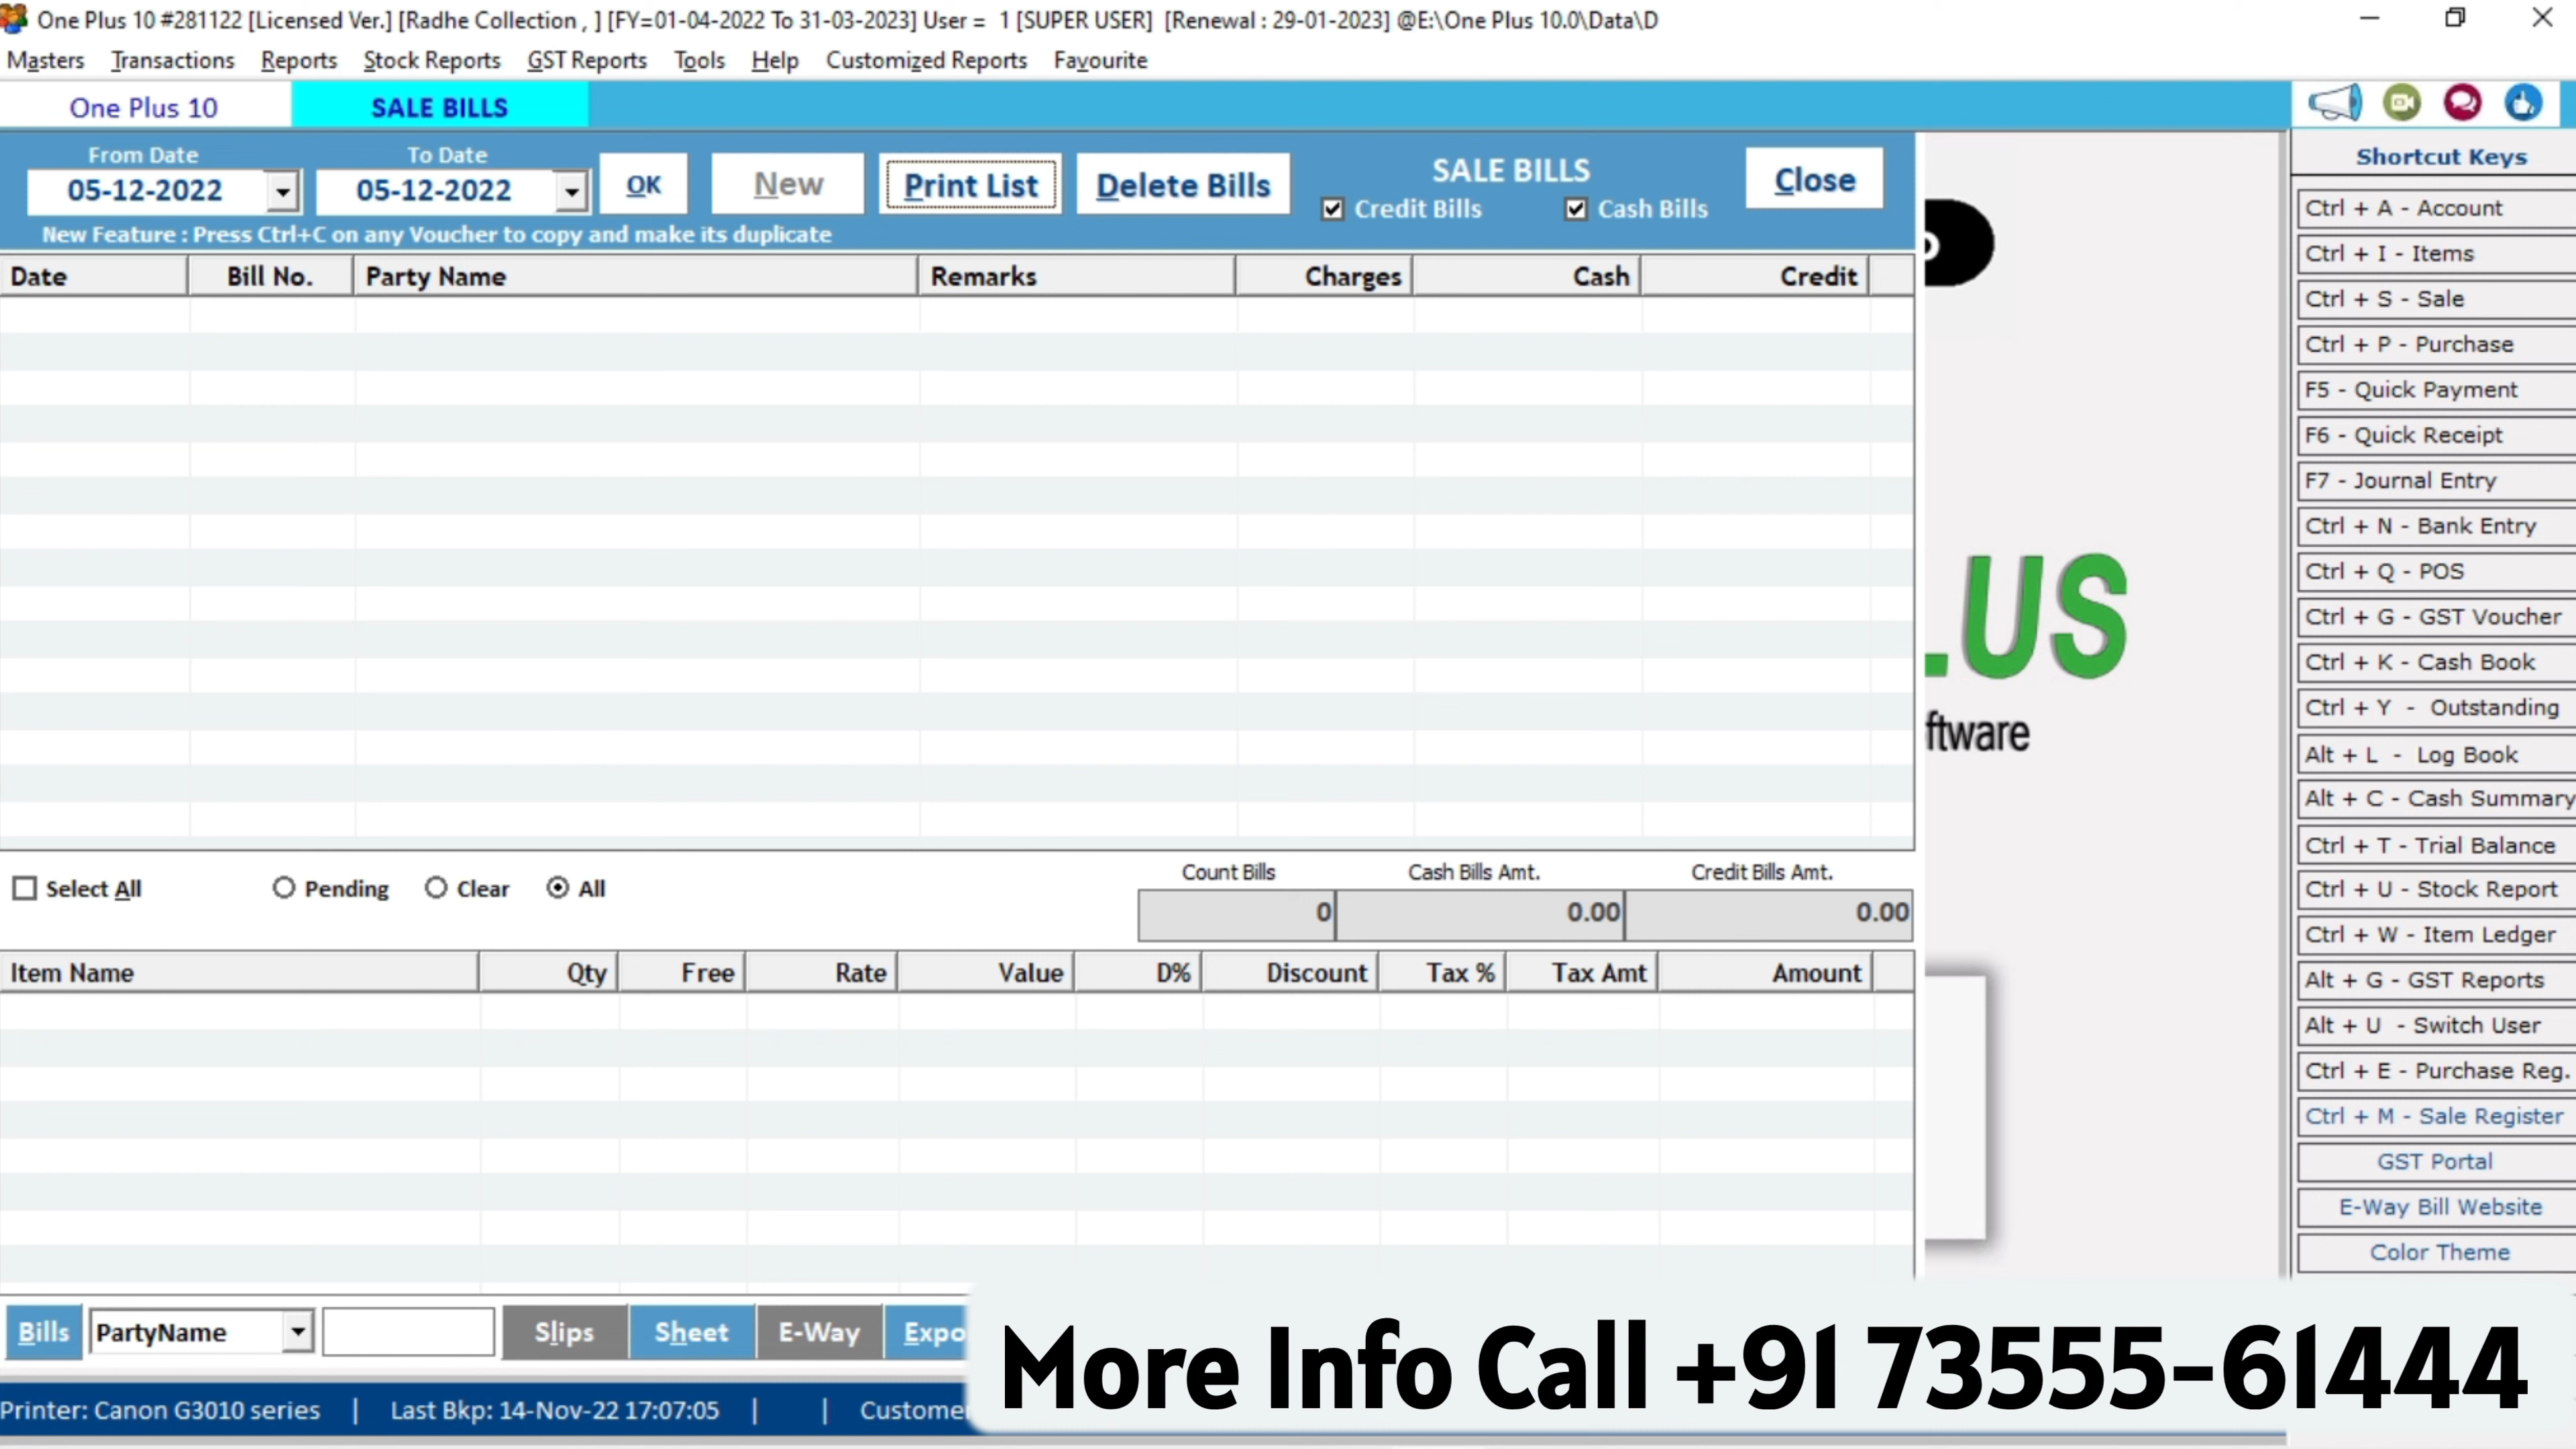 One Plus 10 #281122 [Licensed Ver.] [Radhe Collection , ] [FY=01-04-2022 To 31-03-2023] User = 1 [SUPER USER] [Renewal : 29-01-2023] @E:\One Plus 10.0\Data\D
Masters Transactions Reports Stock Reports GST Reports Tools Help Customized Reports Favourite
One Plus 10 SALE BILLS
From Date To Date
05-12-2022 05-12-2022 OK New Print List Delete Bills
SALE BILLS
Credit Bills Cash Bills
Close
New Feature : Press Ctrl+C on any Voucher to copy and make its duplicate
Date Bill No. Party Name Remarks Charges Cash Credit
Select All Pending Clear All
Count Bills Cash Bills Amt. Credit Bills Amt.
0 0.00 0.00
Item Name Qty Free Rate Value D% Discount Tax % Tax Amt Amount
Bills PartyName Slips Sheet E-Way Expo
Printer: Canon G3010 series | Last Bkp: 14-Nov-22 17:07:05 | | Custome
LUS
ftware
Shortcut Keys
Ctrl + A - Account
Ctrl + I - Items
Ctrl + S - Sale
Ctrl + P - Purchase
F5 - Quick Payment
F6 - Quick Receipt
F7 - Journal Entry
Ctrl + N - Bank Entry
Ctrl + Q - POS
Ctrl + G - GST Voucher
Ctrl + K - Cash Book
Ctrl + Y - Outstanding
Alt + L - Log Book
Alt + C - Cash Summary
Ctrl + T - Trial Balance
Ctrl + U - Stock Report
Ctrl + W - Item Ledger
Alt + G - GST Reports
Alt + U - Switch User
Ctrl + E - Purchase Reg.
Ctrl + M - Sale Register
GST Portal
E-Way Bill Website
Color Theme
More Info Call +91 73555-61444